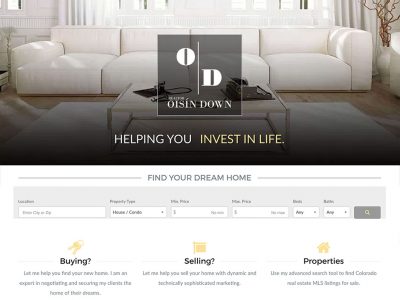 O D
OISÍN DOWN
HELPING YOU INVEST IN LIFE.
FIND YOUR DREAM HOME
Location Property Type Min. Price Max. Price Beds Baths
Enter City or Zip House / Condo $ No min $ No max Any Any
Buying? Selling? Properties
Let me help you find your new home. I am an
expert in negotiating and securing my clients the
home of their dreams.
Let me help you sell your home with dynamic and
technically sophisticated marketing.
Use my advanced search tool to find Colorado
real estate MLS listings for sale.